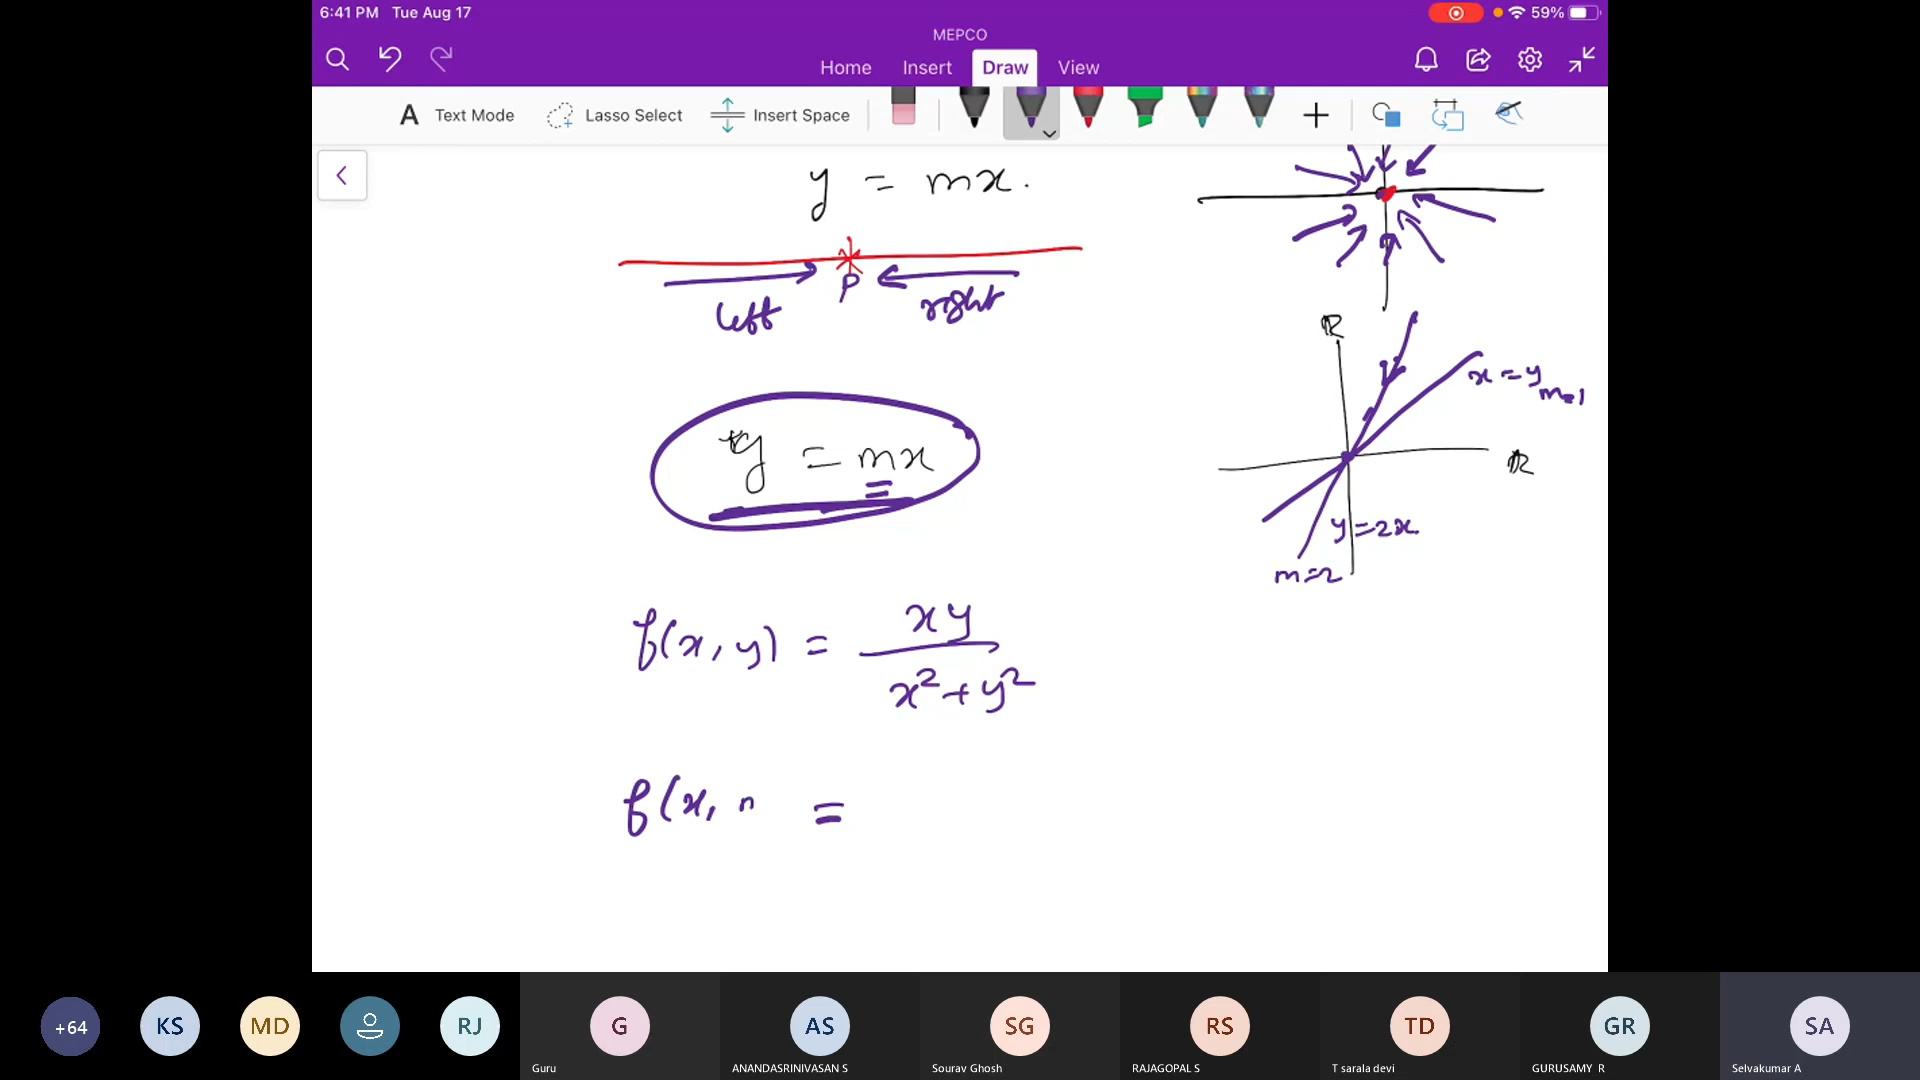 6:41 PM Tue Aug 17
59%
MEPCO
Home Insert Draw View
A Text Mode Lasso Select Insert Space
y = mx.
P
left right
y = mx
ℝ
x = y
m=1
ℝ
y = 2x
m=2
f(x, y) = xy
x² + y²
f(x, =
+64 KS MD RJ G AS SG RS TD GR SA
Guru ANANDASRINIVASAN S Sourav Ghosh RAJAGOPAL S T sarala devi GURUSAMY R Selvakumar A